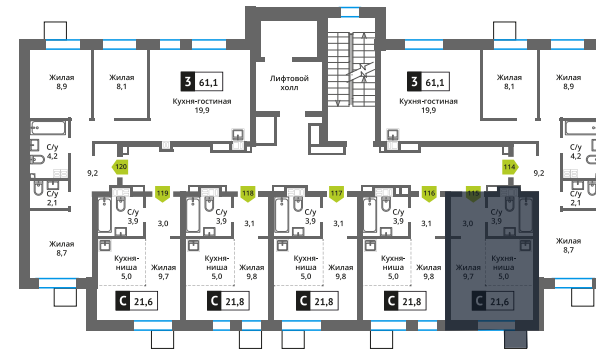 Жилая
8,9
Жилая
8,1
3 61,1
Кухня-гостиная
19,9
Лифтовой
холл
3 61,1
Кухня-гостиная
19,9
Жилая
8,1
Жилая
8,9
С/у
4,2
9,2
120
114
9,2
С/у
4,2
С/у
2,1
119
118
117
116
115
С/у
2,1
С/у
3,9
3,0
С/у
3,9
3,1
С/у
3,9
3,1
С/у
3,9
3,1
3,0
С/у
3,9
Жилая
8,7
Кухня-
ниша
5,0
Жилая
9,7
Кухня-
ниша
5,0
Жилая
9,8
Кухня-
ниша
5,0
Жилая
9,8
Кухня-
ниша
5,0
Жилая
9,8
Жилая
9,7
Кухня-
ниша
5,0
Жилая
8,7
С 21,6
С 21,8
С 21,8
С 21,8
С 21,6